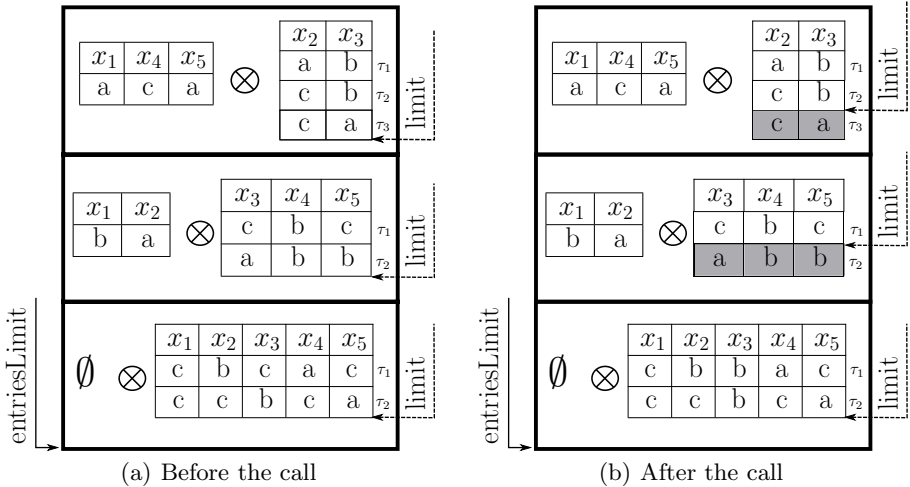 x₁ x₄ x₅
a c a
⊗
x₂ x₃
a b τ₁
c b τ₂
c a τ₃
limit
x₁ x₂
b a
⊗
x₃ x₄ x₅
c b c τ₁
a b b τ₂
limit
entriesLimit
∅ ⊗
x₁ x₂ x₃ x₄ x₅
c b c a c τ₁
c c b c a τ₂
limit
(a) Before the call
x₁ x₄ x₅
a c a
⊗
x₂ x₃
a b τ₁
c b τ₂
c a τ₃
limit
x₁ x₂
b a
⊗
x₃ x₄ x₅
c b c τ₁
a b b τ₂
limit
entriesLimit
∅ ⊗
x₁ x₂ x₃ x₄ x₅
c b b a c τ₁
c c b c a τ₂
limit
(b) After the call